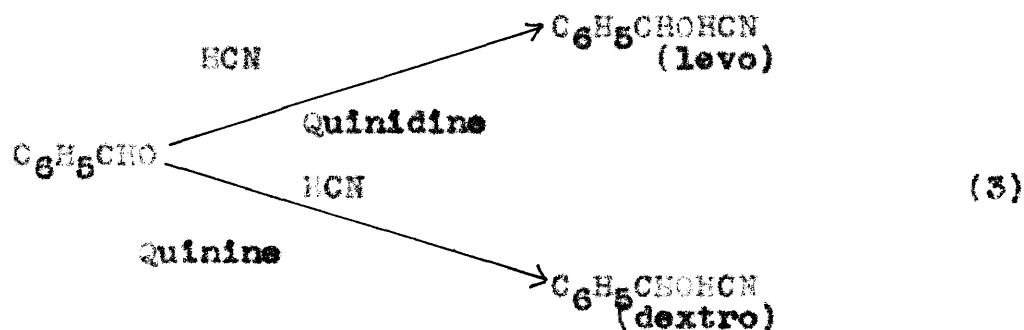 C6H5CHOHCN
(levo)
HCN
Quinidine
C6H5CHO
HCN
(3)
Quinine
C6H5CHOHCN
(dextro)